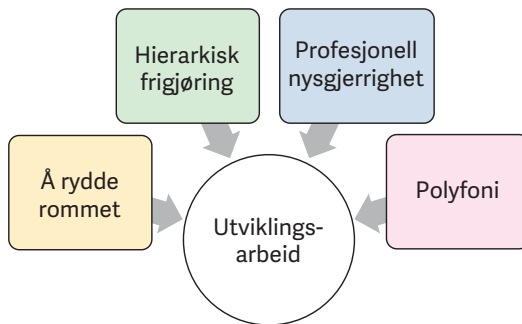 Hierarkisk
frigjøring
Profesjonell
nysgjerrighet
Å rydde
rommet
Polyfoni
Utviklings-
arbeid